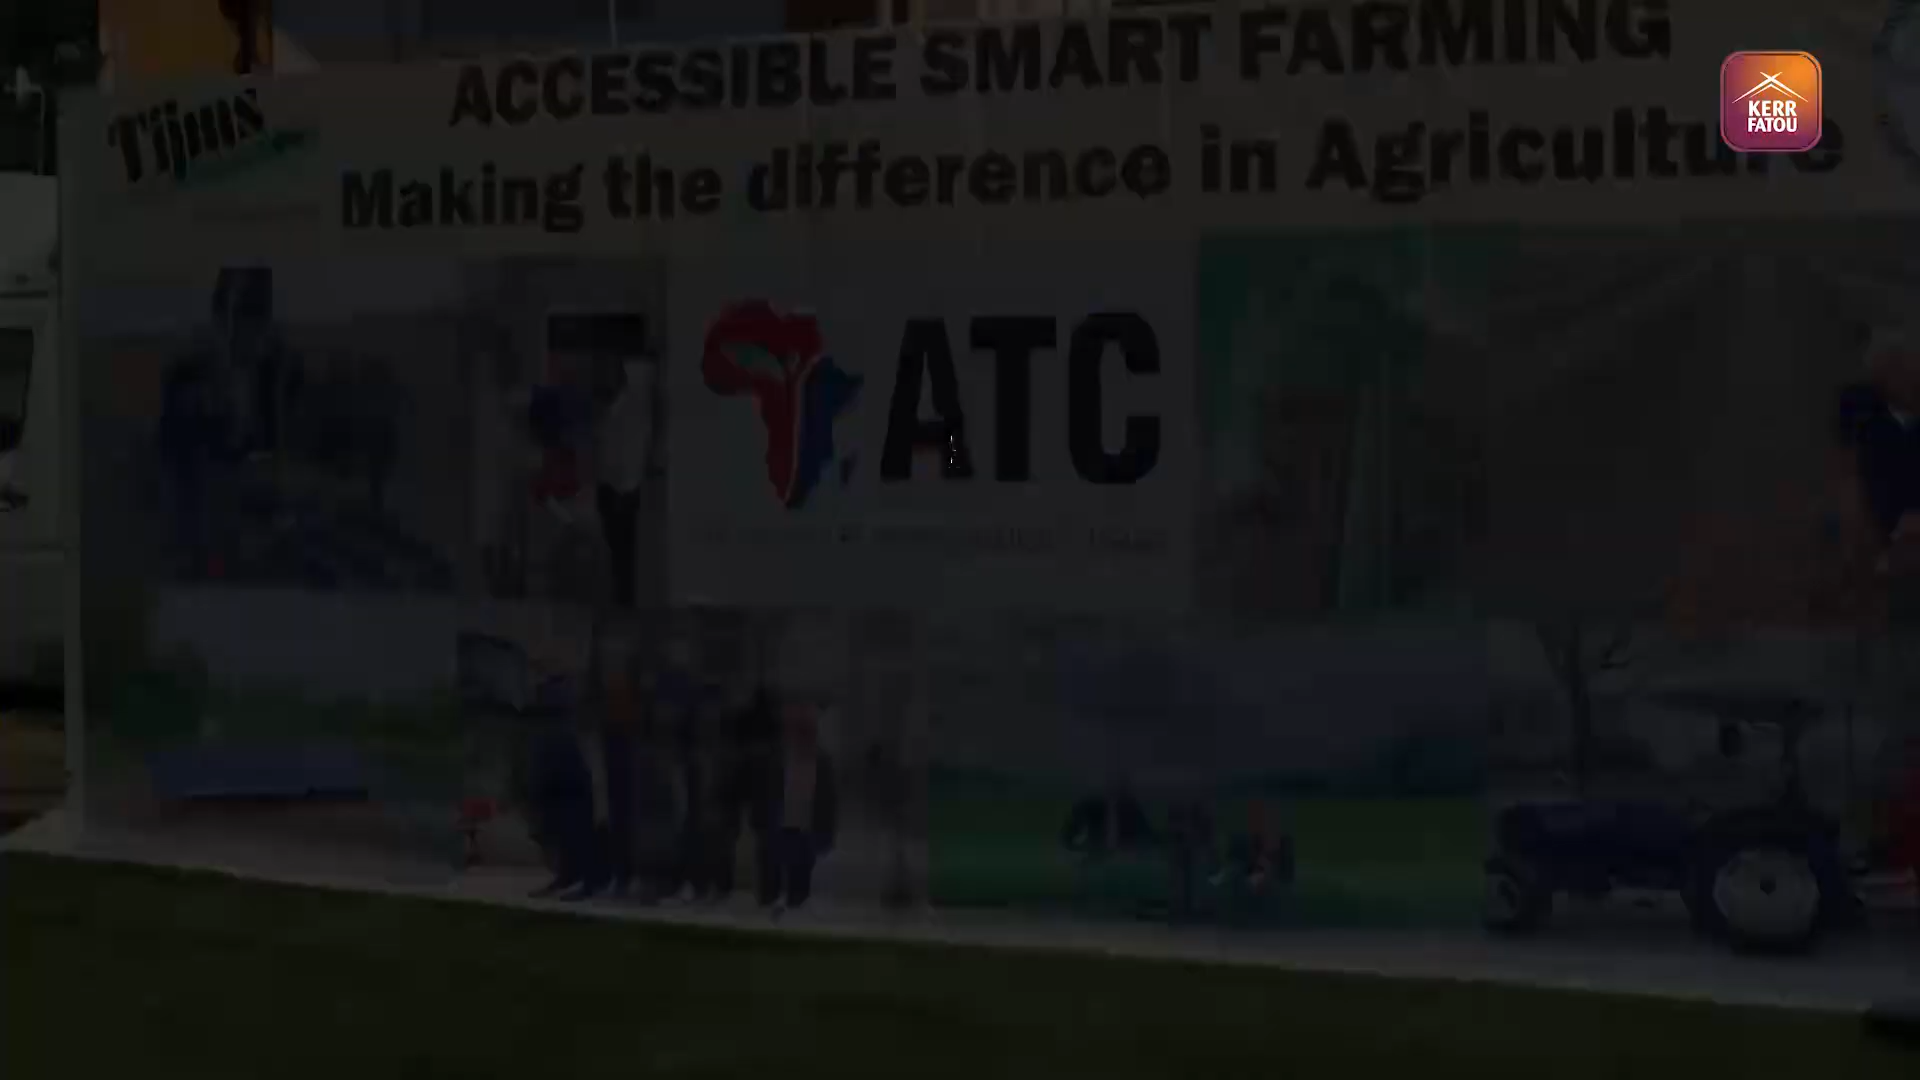 ACCESSIBLE SMART FARMING
Tijms
Making the difference in Agriculture
KERR
FATOU
ATC